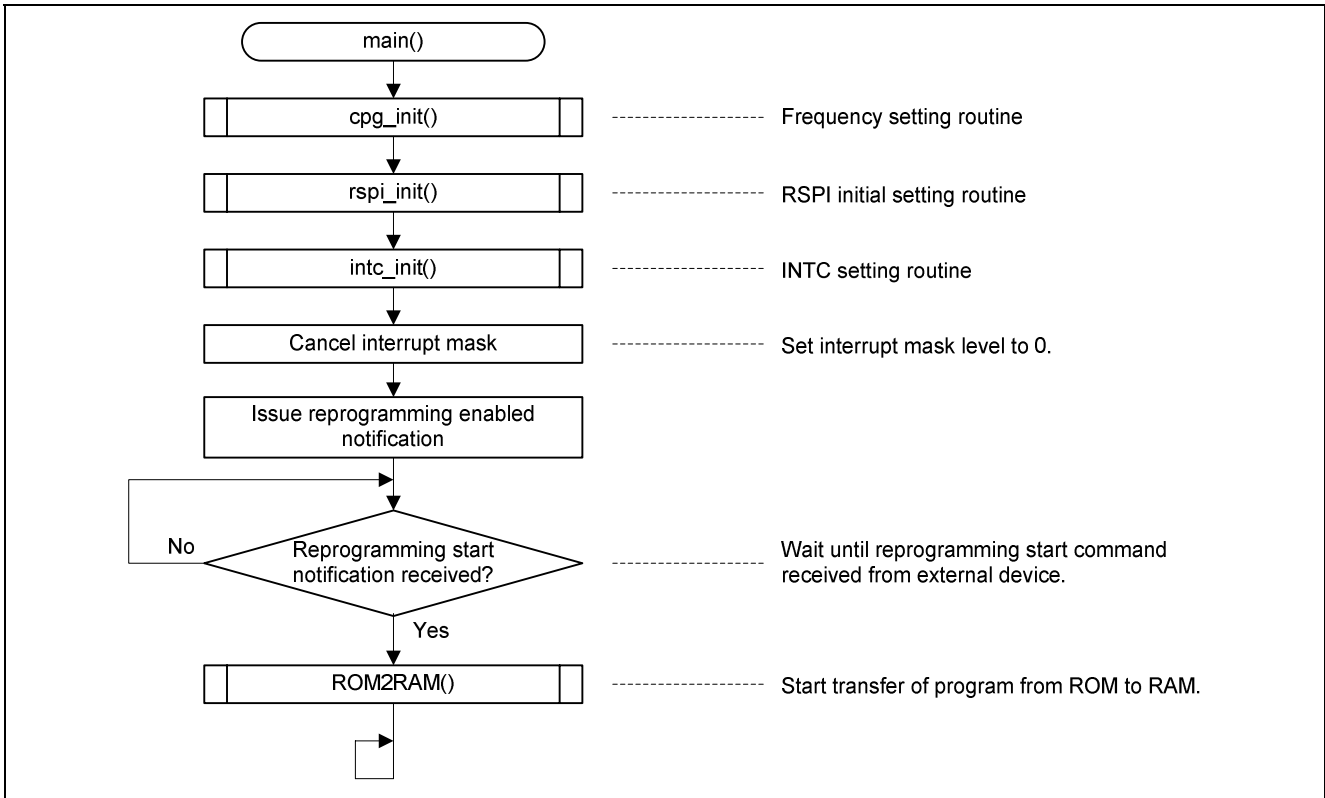 main()
cpg_init()
Frequency setting routine
rspi_init()
RSPI initial setting routine
intc_init()
INTC setting routine
Cancel interrupt mask
Set interrupt mask level to 0.
Issue reprogramming enabled
notification
No
Reprogramming start
notification received?
Wait until reprogramming start command
received from external device.
Yes
ROM2RAM()
Start transfer of program from ROM to RAM.